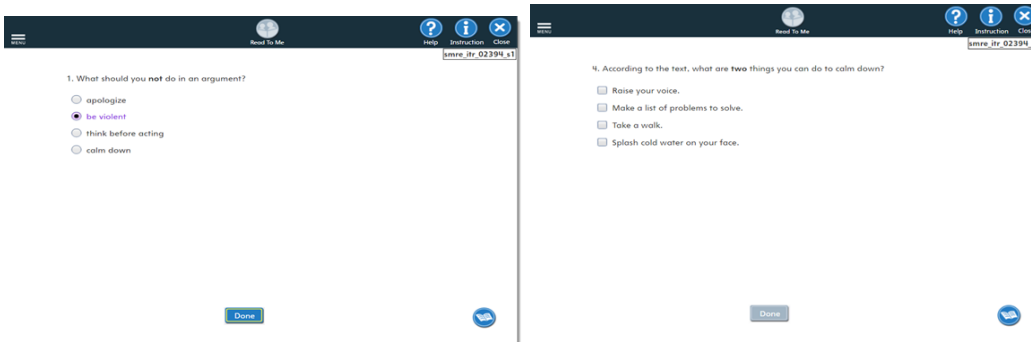 MENU
Read To Me
Help Instruction Close
smre_itr_02394_s1
1. What should you not do in an argument?
apologize
be violent
think before acting
calm down
Done
MENU
Read To Me
Help Instruction Clos
smre_itr_02394_
4. According to the text, what are two things you can do to calm down?
Raise your voice.
Make a list of problems to solve.
Take a walk.
Splash cold water on your face.
Done